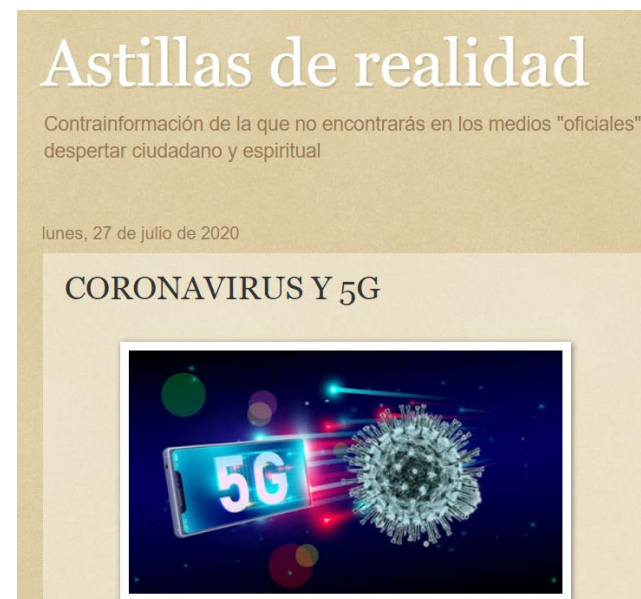 Astillas de realidad
Contrainformación de la que no encontrarás en los medios "oficiales"
despertar ciudadano y espiritual
lunes, 27 de julio de 2020
CORONAVIRUS Y 5G
5G